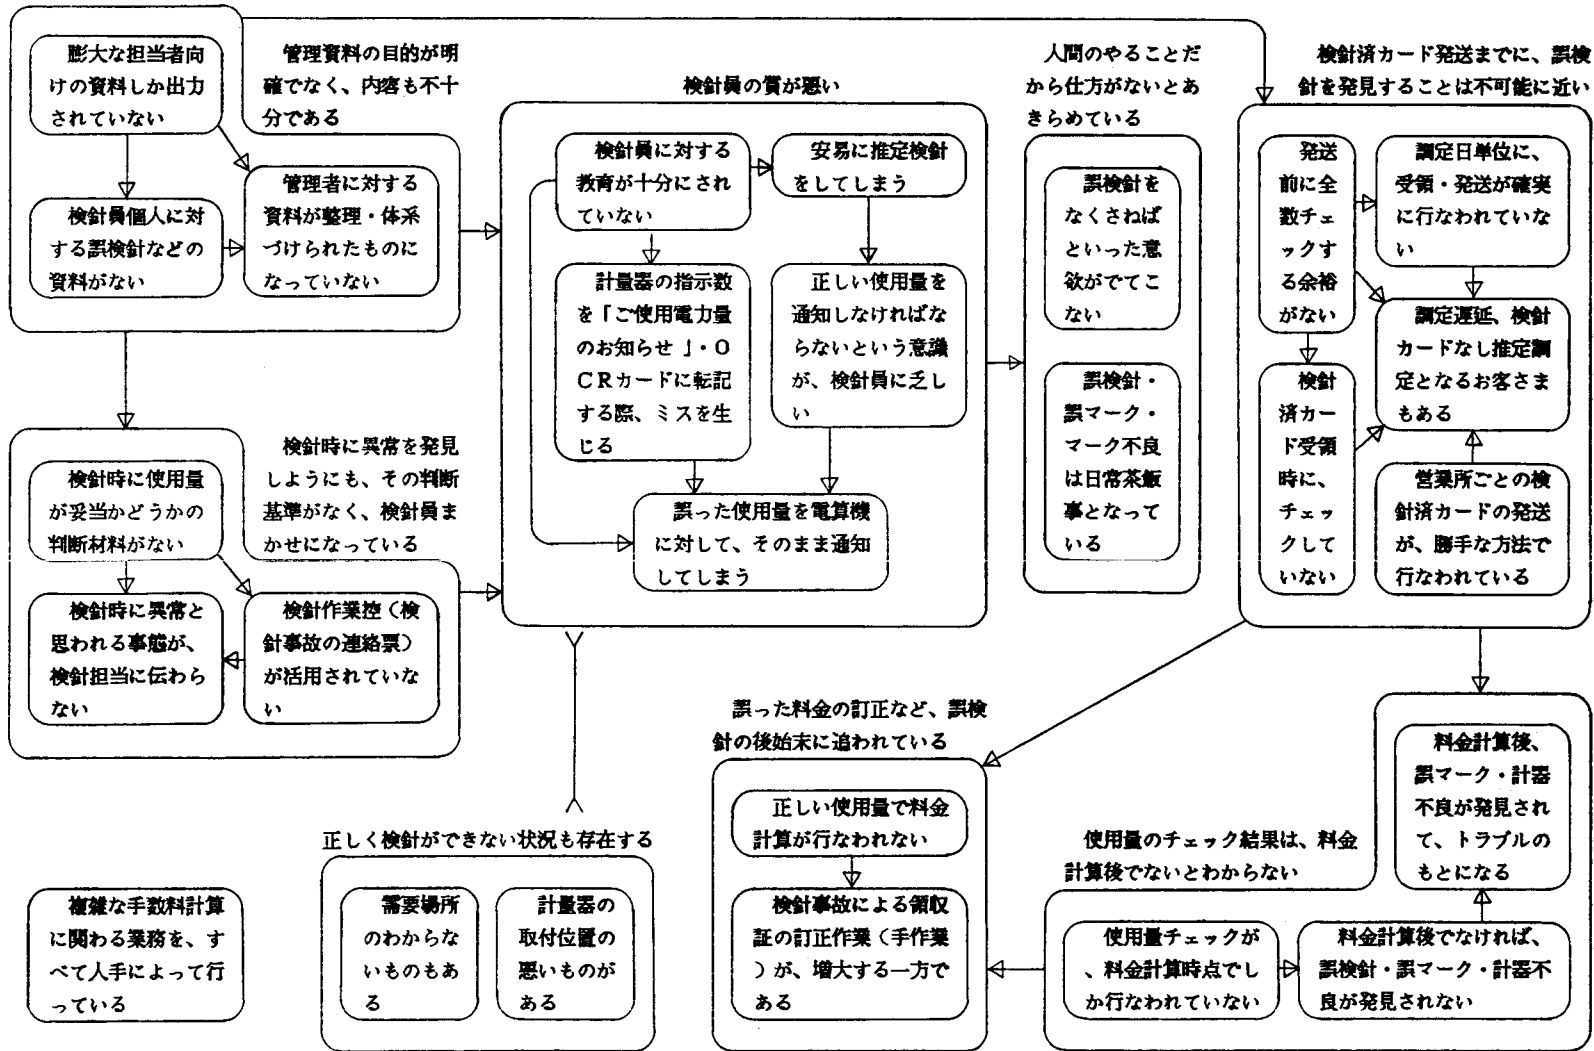 膨大な担当者向
けの資料しか出力
されていない
管理資料の目的が明
確でなく、内容も不十
分である
検針員個人に対
する誤検針などの
資料がない
管理者に対する
資料が整理・体系
づけられたものに
なっていない
検針時に異常を発見
しようにも、その判断
基準がなく、検針員ま
かせになっている
検針時に使用量
が妥当かどうかの
判断材料がない
検針時に異常と
思われる事態が、
検針担当に伝わら
ない
検針作業控(検
針事故の連絡票)
が活用されていな
い
複雑な手数料計算
に関わる業務を、す
べて人手によって行
っている
検針員の質が悪い
検針員に対する
教育が十分にされ
ていない
安易に推定検針
をしてしまう
計量器の指示数
を「ご使用電力量
のお知らせ」・O
CRカードに転記
する際、ミスを生
じる
正しい使用量を
通知しなければな
らないという意識
が、検針員に乏し
い
誤った使用量を電算機
に対して、そのまま通知
してしまう
正しく検針ができない状況も存在する
需要場所
のわからな
いものもあ
る
計量器の
取付位置の
悪いものが
ある
人間のやることだ
から仕方がないとあ
きらめている
誤検針を
なくさねば
といった意
欲がでてこ
ない
誤検針・
誤マーク・
マーク不良
は日常茶飯
事となって
いる
検針済カード発送までに、誤検
針を発見することは不可能に近い
発送
前に全
数チェ
ックす
る余裕
がない
調定日単位に、
受領・発送が確実
に行なわれていな
い
検針
済カー
ド受領
時に、
チェッ
クして
いない
調定遅延、検針
カードなし推定調
定となるお客さま
もある
営業所ごとの検
針済カードの発送
が、勝手な方法で
行なわれている
誤った料金の訂正など、誤検
針の後始末に追われている
正しい使用量で料金
計算が行なわれない
検針事故による領収
証の訂正作業(手作業
)が、増大する一方で
ある
使用量のチェック結果は、料金
計算後でないとわからない
料金計算後、
誤マーク・計器
不良が発見され
て、トラブルの
もとになる
使用量チェックが
、料金計算時点でし
か行なわれていない
料金計算後でなければ、
誤検針・誤マーク・計器不
良が発見されない